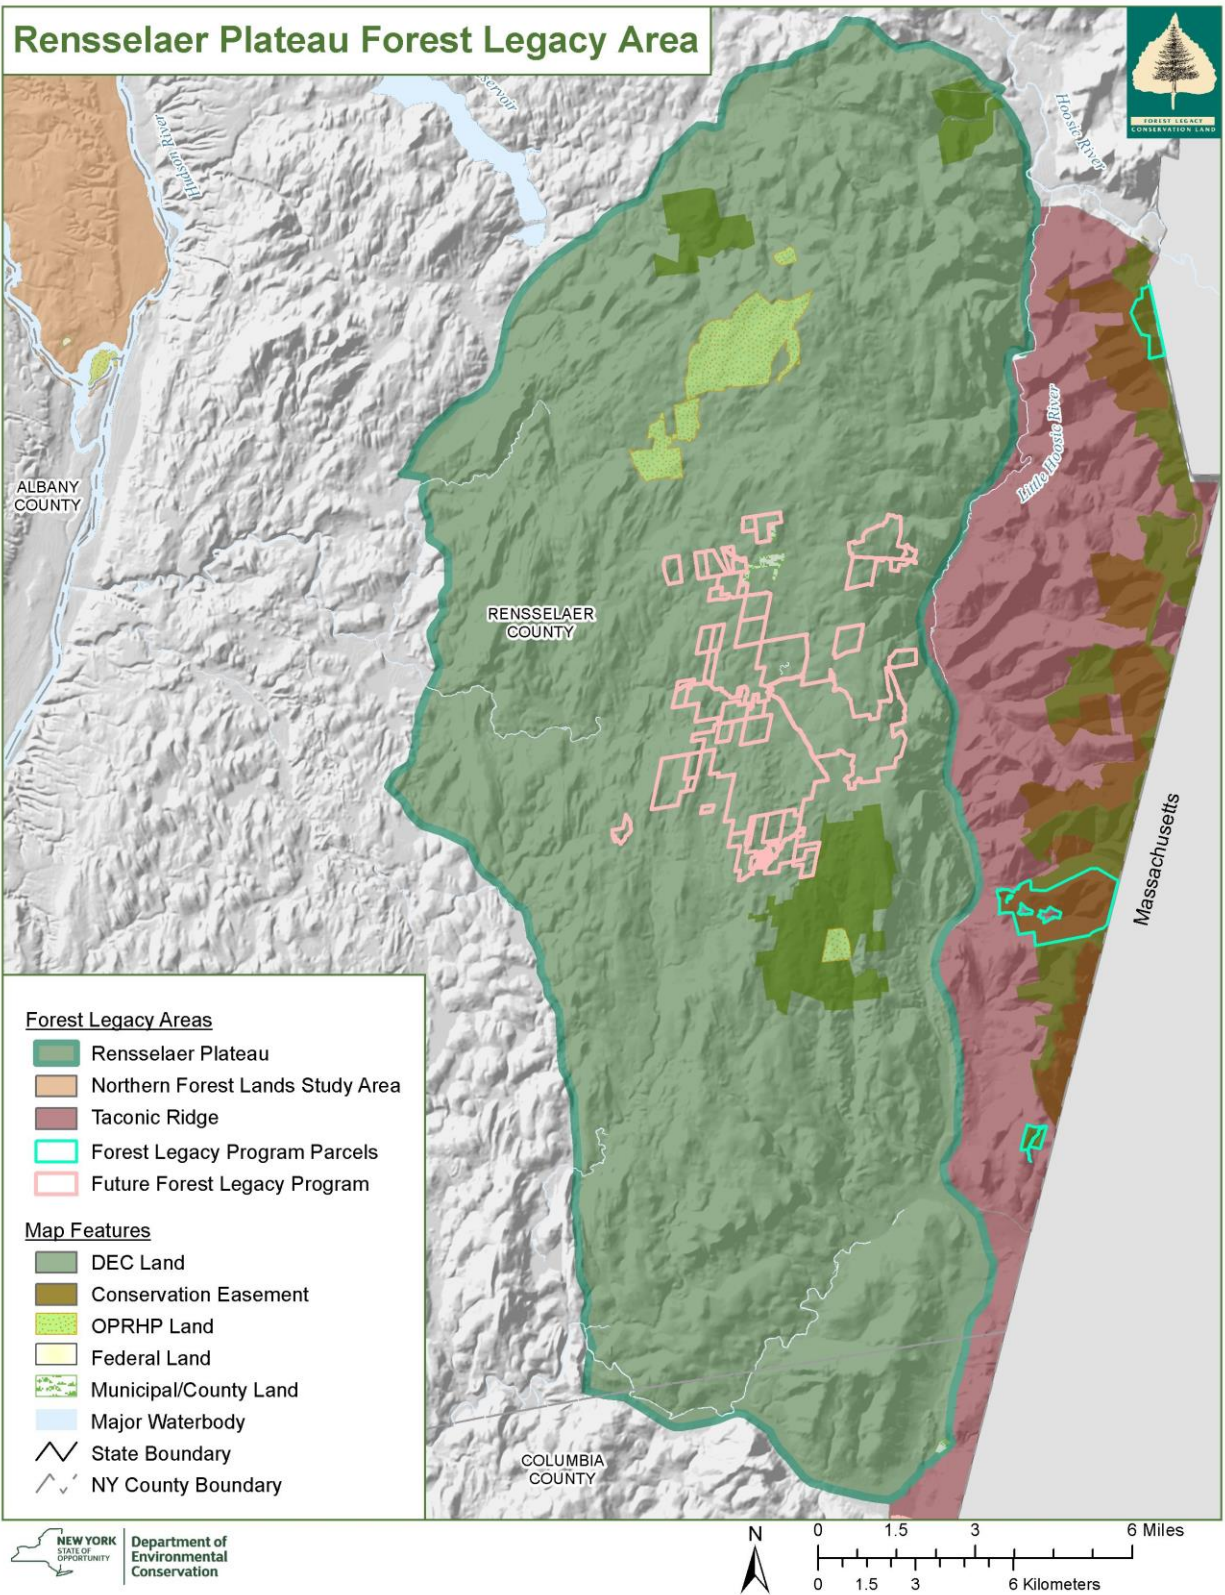 Rensselaer Plateau Forest Legacy Area
FOREST LEGACY
CONSERVATION LAND
Hudson River
servoir
Hoosic River
Little Hoosic River
ALBANY
COUNTY
RENSSELAER
COUNTY
Massachusetts
COLUMBIA
COUNTY
Forest Legacy Areas
Rensselaer Plateau
Northern Forest Lands Study Area
Taconic Ridge
Forest Legacy Program Parcels
Future Forest Legacy Program
Map Features
DEC Land
Conservation Easement
OPRHP Land
Federal Land
Municipal/County Land
Major Waterbody
State Boundary
NY County Boundary
NEW YORK
STATE OF
OPPORTUNITY
Department of
Environmental
Conservation
N
0 1.5 3 6 Miles
0 1.5 3 6 Kilometers